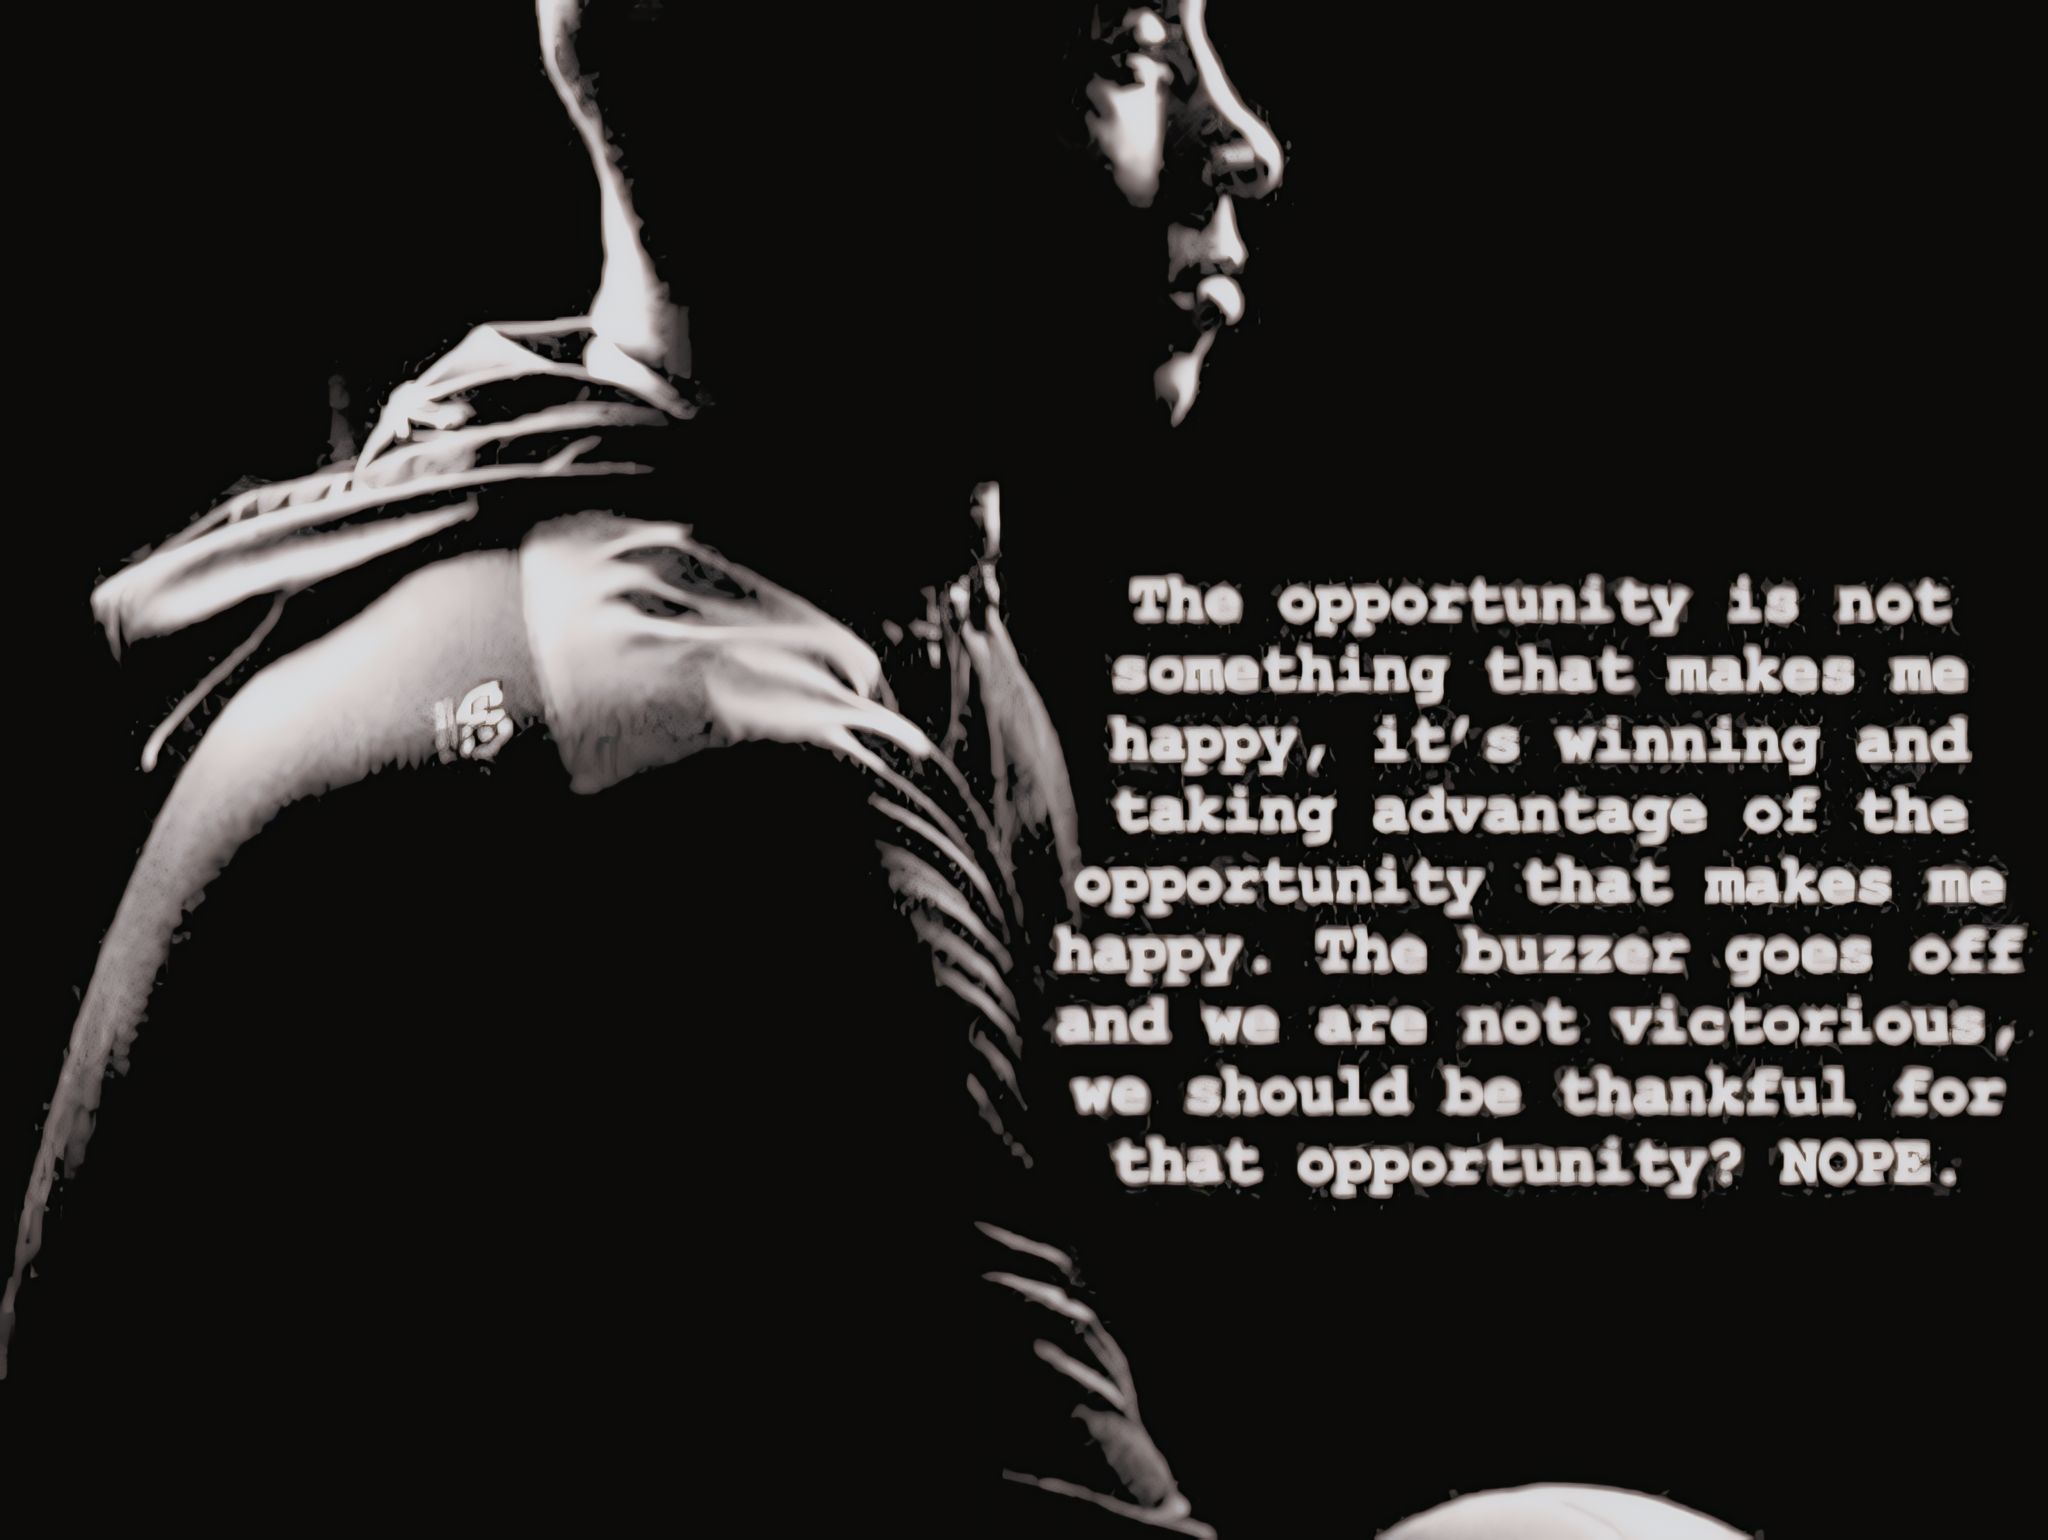 The opportunity is not
something that makes me
happy, it's winning and
taking advantage of the
opportunity that makes me
happy. The buzzer goes off
and we are not victorious,
we should be thankful for
that opportunity? NOPE.